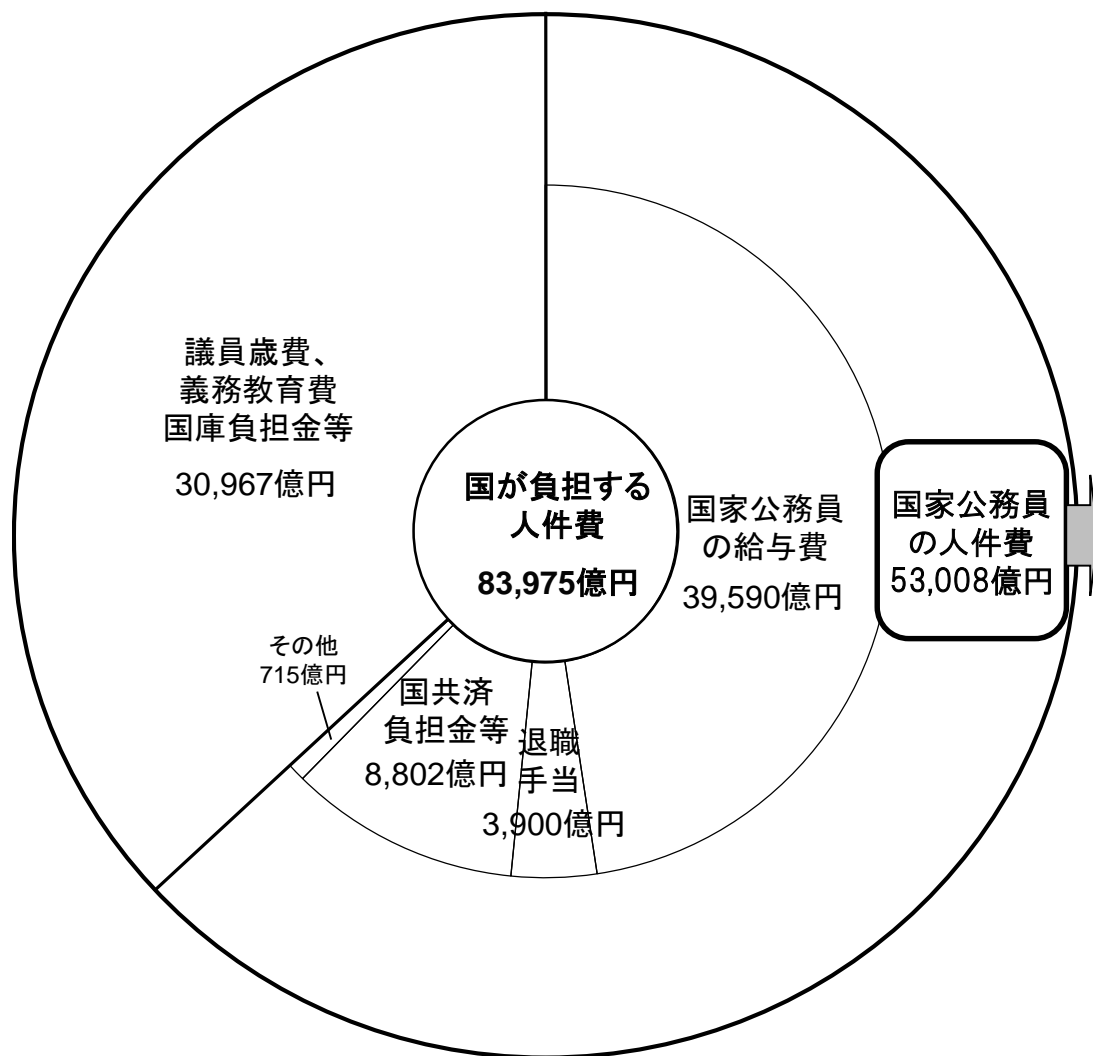 議員歳費、
義務教育費
国庫負担金等
30,967億円
国が負担する
人件費
83,975億円
国家公務員
の給与費
39,590億円
国家公務員
の人件費
53,008億円
その他
715億円
国共済
負担金等
8,802億円
退職
手当
3,900億円